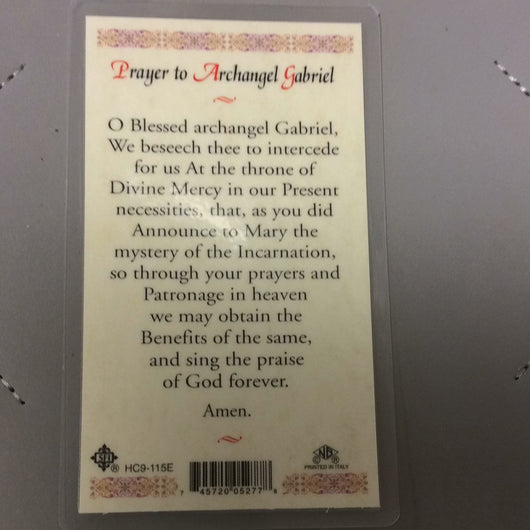 Prayer to Archangel Gabriel
O Blessed archangel Gabriel,
We beseech thee to intercede
for us At the throne of
Divine Mercy in our Present
necessities, that, as you did
Announce to Mary the
mystery of the Incarnation,
so through your prayers and
Patronage in heaven
we may obtain the
Benefits of the same,
and sing the praise
of God forever.
Amen.
® HC9-115E
PRINTED IN ITALY
7 45720 05277 8